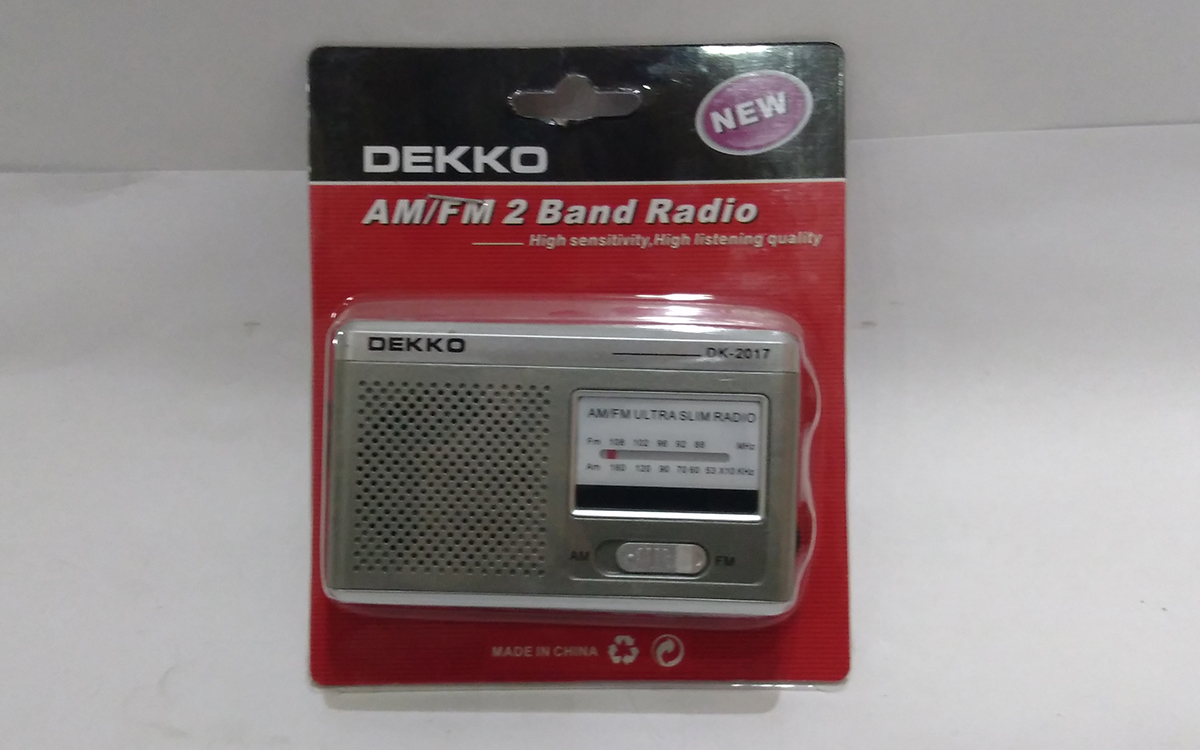 NEW
DEKKO
AM/FM 2 Band Radio
High sensitivity,High listening quality
DEKKO
DK-2017
AM/FM ULTRA SLIM RADIO
Fm 108 102 96 92 88 MHz
Am 160 120 90 70 60 53 X10 KHz
AM FM
MADE IN CHINA